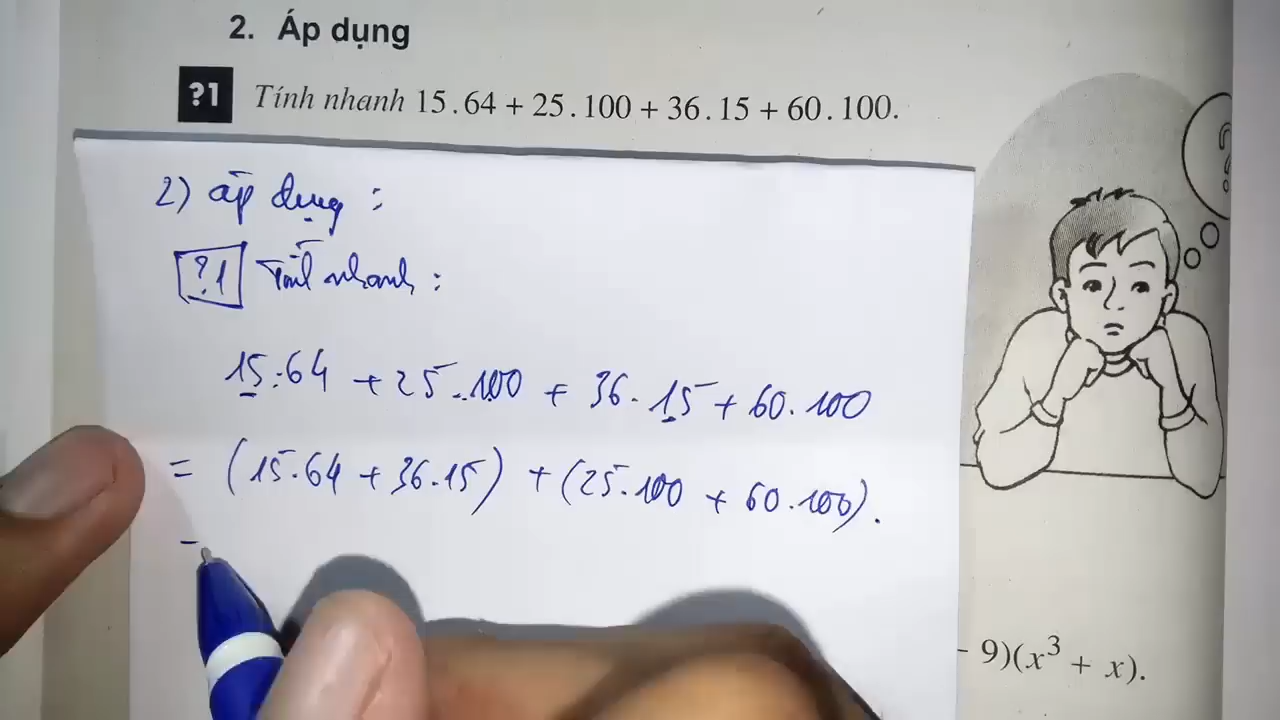 2. Áp dụng
?1 Tính nhanh 15.64 + 25.100 + 36.15 + 60.100.
2) áp dụng :
?1 Tính nhanh :
15.64 + 25.100 + 36.15 + 60.100
= (15.64 + 36.15) + (25.100 + 60.100).
- 9)(x³ + x).